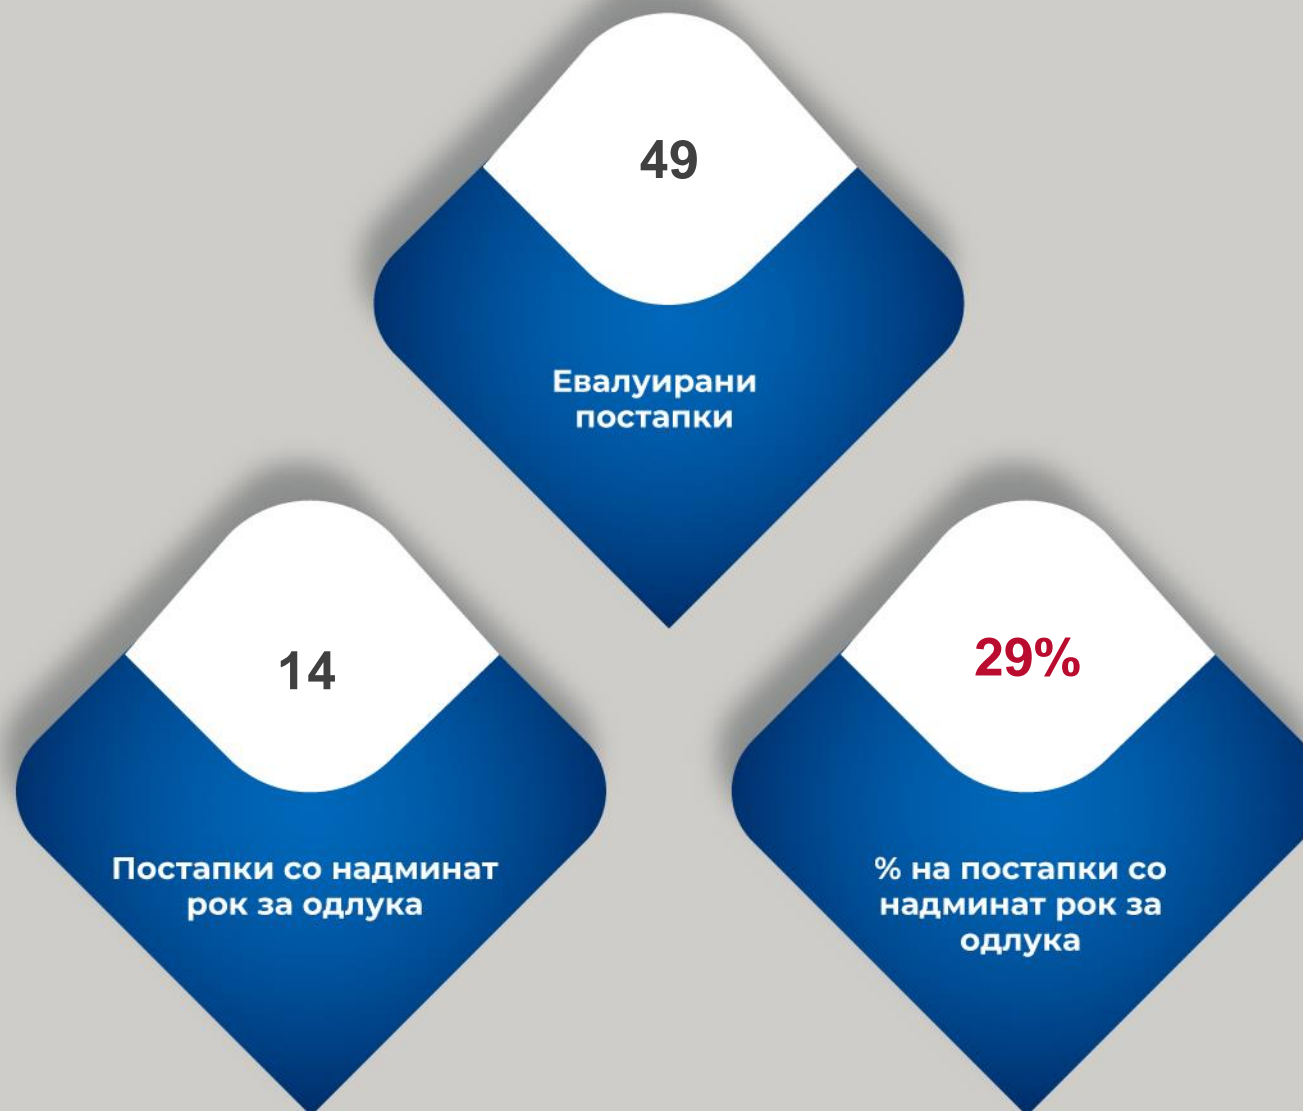 49
Евалуирани
постапки
14
Постапки со надминат
рок за одлука
29%
% на постапки со
надминат рок за
одлука